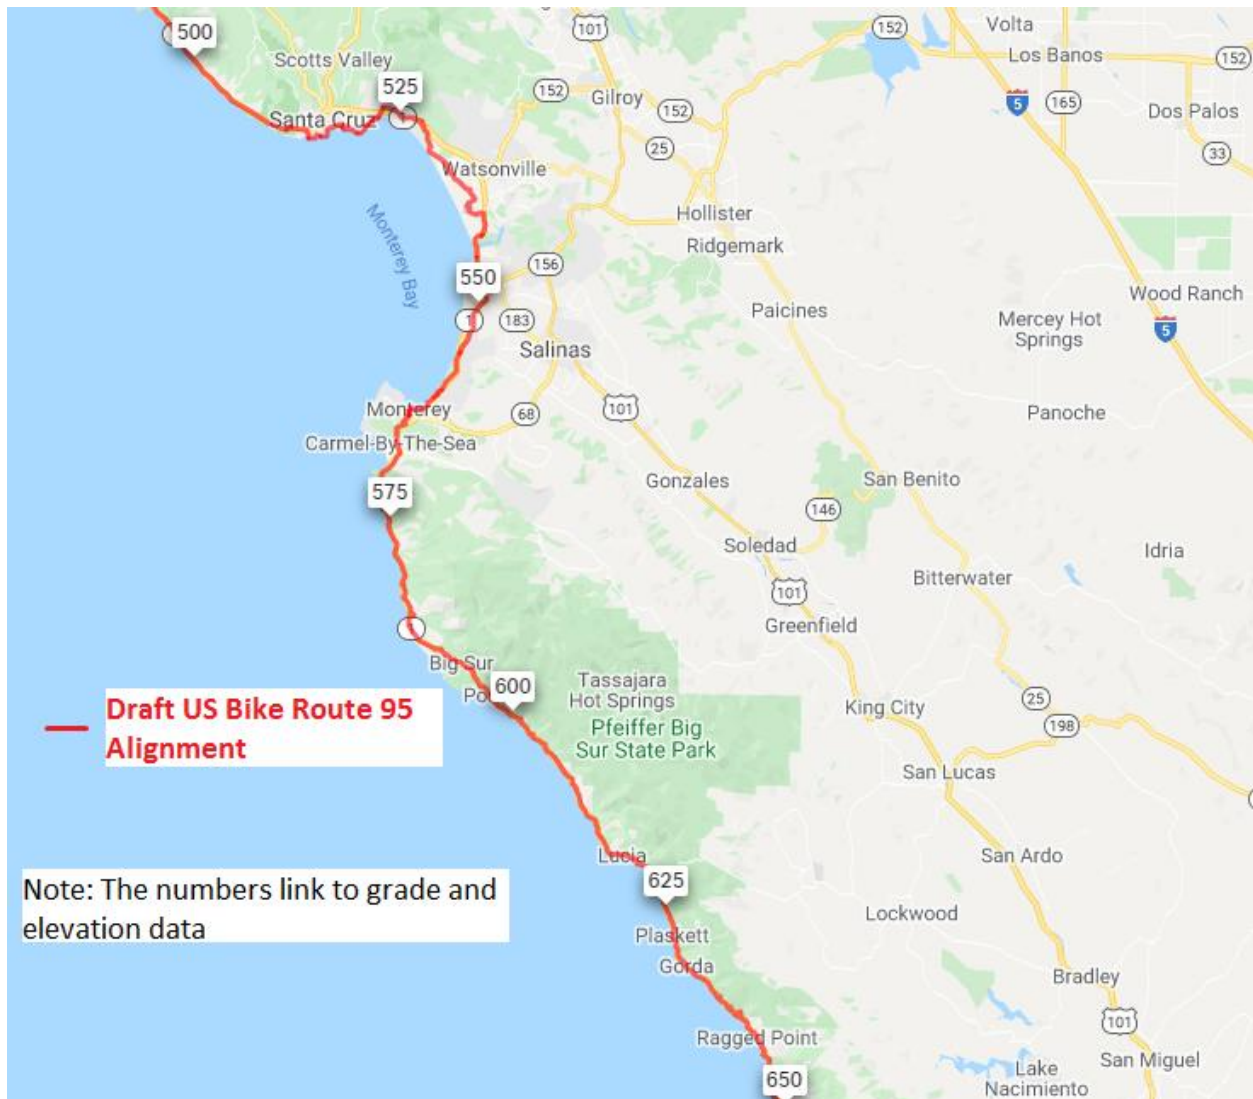 101
152
Volta
500
Los Banos
152
Scotts Valley
525
152
Gilroy
152
5
165
Dos Palos
Santa Cruz
1
25
33
Watsonville
Monterey Bay
Hollister
Ridgemark
550
156
Wood Ranch
Paicines
1
183
Mercey Hot
Springs
5
Salinas
Monterey
68
101
Panoche
Carmel-By-The-Sea
Gonzales
San Benito
575
146
Soledad
Idria
Bitterwater
101
1
Greenfield
Big Sur
600
Tassajara
Hot Springs
25
King City
198
Draft US Bike Route 95
Alignment
Pfeiffer Big
Sur State Park
San Lucas
Lucia
San Ardo
625
Note: The numbers link to grade and
elevation data
Lockwood
Plaskett
Gorda
Bradley
101
Ragged Point
San Miguel
650
Lake
Nacimiento